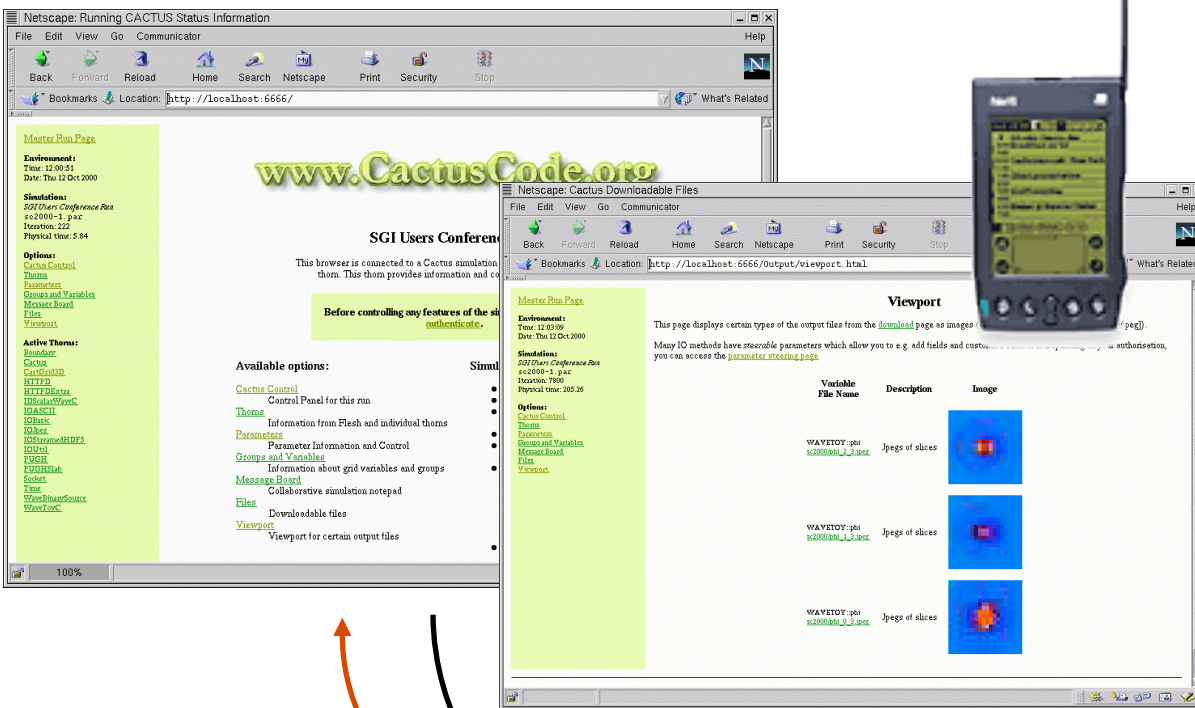 Netscape: Running CACTUS Status Information
File Edit View Go Communicator Help
Back Forward Reload Home Search Netscape Print Security Stop
Bookmarks Location: http://localhost:6666/ What's Related
Master Run Page
Environment:
Time: 12:00:51
Date: Thu 12 Oct 2000
Simulation:
SGI Users Conference Run
sc2000-1.par
Iteration: 222
Physical time: 5.84
Options:
Cactus Control
Thorns
Parameters
Groups and Variables
Message Board
Files
Viewport
Active Thorns:
Boundary
Cactus
CartGrid3D
HTTPD
HTTPDExtra
IDScalarWaveC
IOASCII
IOBasic
IOJpeg
IOStreamedHDF5
IOUtil
PUGH
PUGHSlab
Socket
Time
WaveBinarySource
WaveToyC
www.CactusCode.org
SGI Users Conferenc
This browser is connected to a Cactus simulation
thorn. This thorn provides information and co
Before controlling any features of the si
authenticate.
Available options:
Cactus Control
Control Panel for this run
Thorns
Information from Flesh and individual thorns
Parameters
Parameter Information and Control
Groups and Variables
Information about grid variables and groups
Message Board
Collaborative simulation notepad
Files
Downloadable files
Viewport
Viewport for certain output files
Simul
100%
Netscape: Cactus Downloadable Files
File Edit View Go Communicator Help
Back Forward Reload Home Search Netscape Print Security Stop
Bookmarks Location: http://localhost:6666/Output/viewport.html What's Related
Master Run Page
Environment:
Time: 12:03:09
Date: Thu 12 Oct 2000
Simulation:
SGI Users Conference Run
sc2000-1.par
Iteration: 7800
Physical time: 205.26
Options:
Cactus Control
Thorns
Parameters
Groups and Variables
Message Board
Files
Viewport
Viewport
This page displays certain types of the output files from the download page as images (
peg]).
Many IO methods have steerable parameters which allow you to e.g. add fields and
your authorisation,
you can access the parameter steering page
Variable
File Name
Description
Image
WAVETOY::phi
sc2000/phi_2_3.jpeg
Jpegs of slices
WAVETOY::phi
sc2000/phi_1_3.jpeg
Jpegs of slices
WAVETOY::phi
sc2000/phi_0_3.jpeg
Jpegs of slices